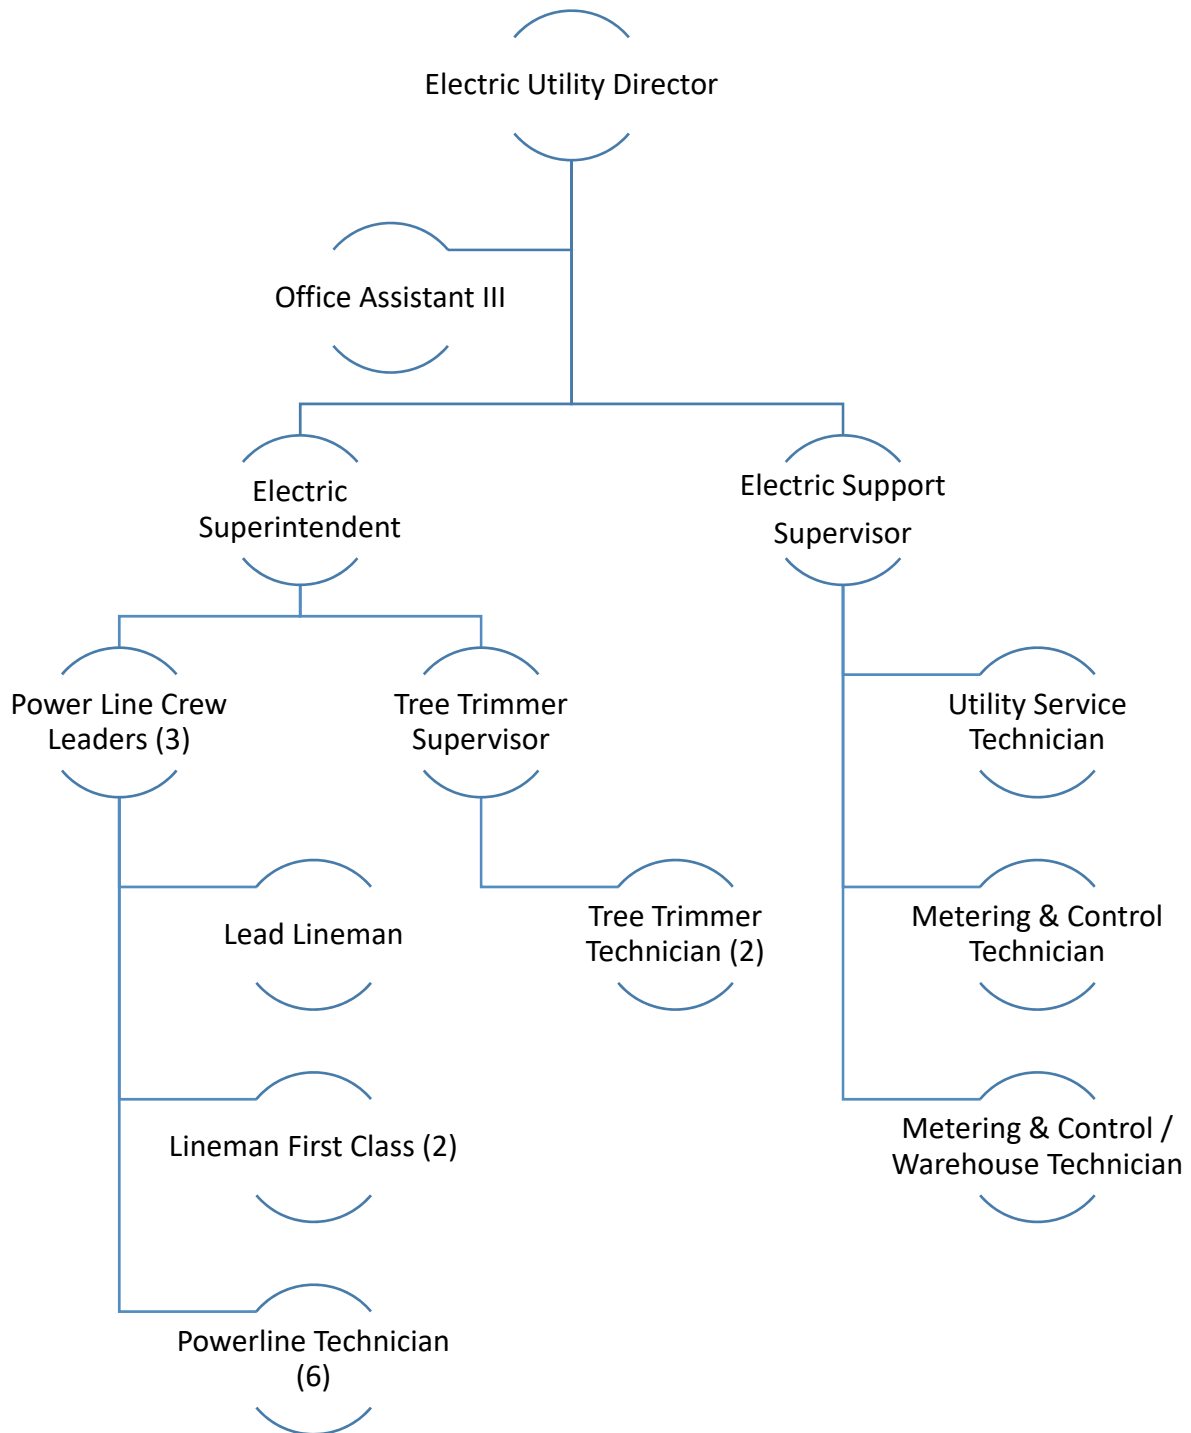 Electric Utility Director
Office Assistant III
Electric
Superintendent
Electric Support
Supervisor
Power Line Crew
Leaders (3)
Tree Trimmer
Supervisor
Utility Service
Technician
Lead Lineman
Tree Trimmer
Technician (2)
Metering & Control
Technician
Lineman First Class (2)
Metering & Control /
Warehouse Technician
Powerline Technician
(6)